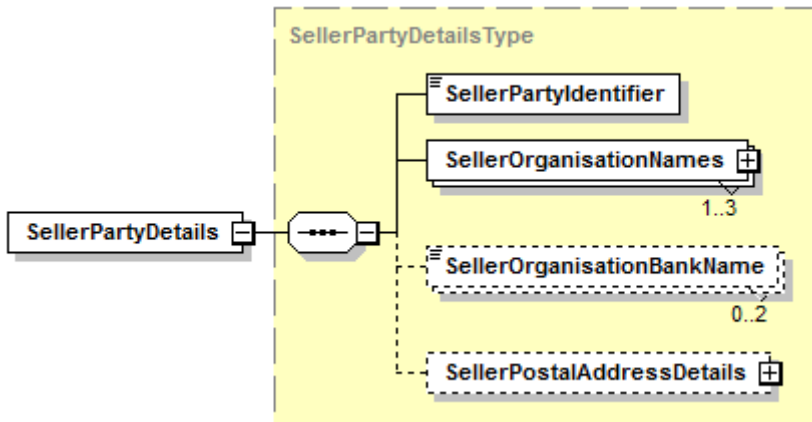 SellerPartyDetailsType
SellerPartyIdentifier
SellerOrganisationNames
1..3
SellerPartyDetails
SellerOrganisationBankName
0..2
SellerPostalAddressDetails